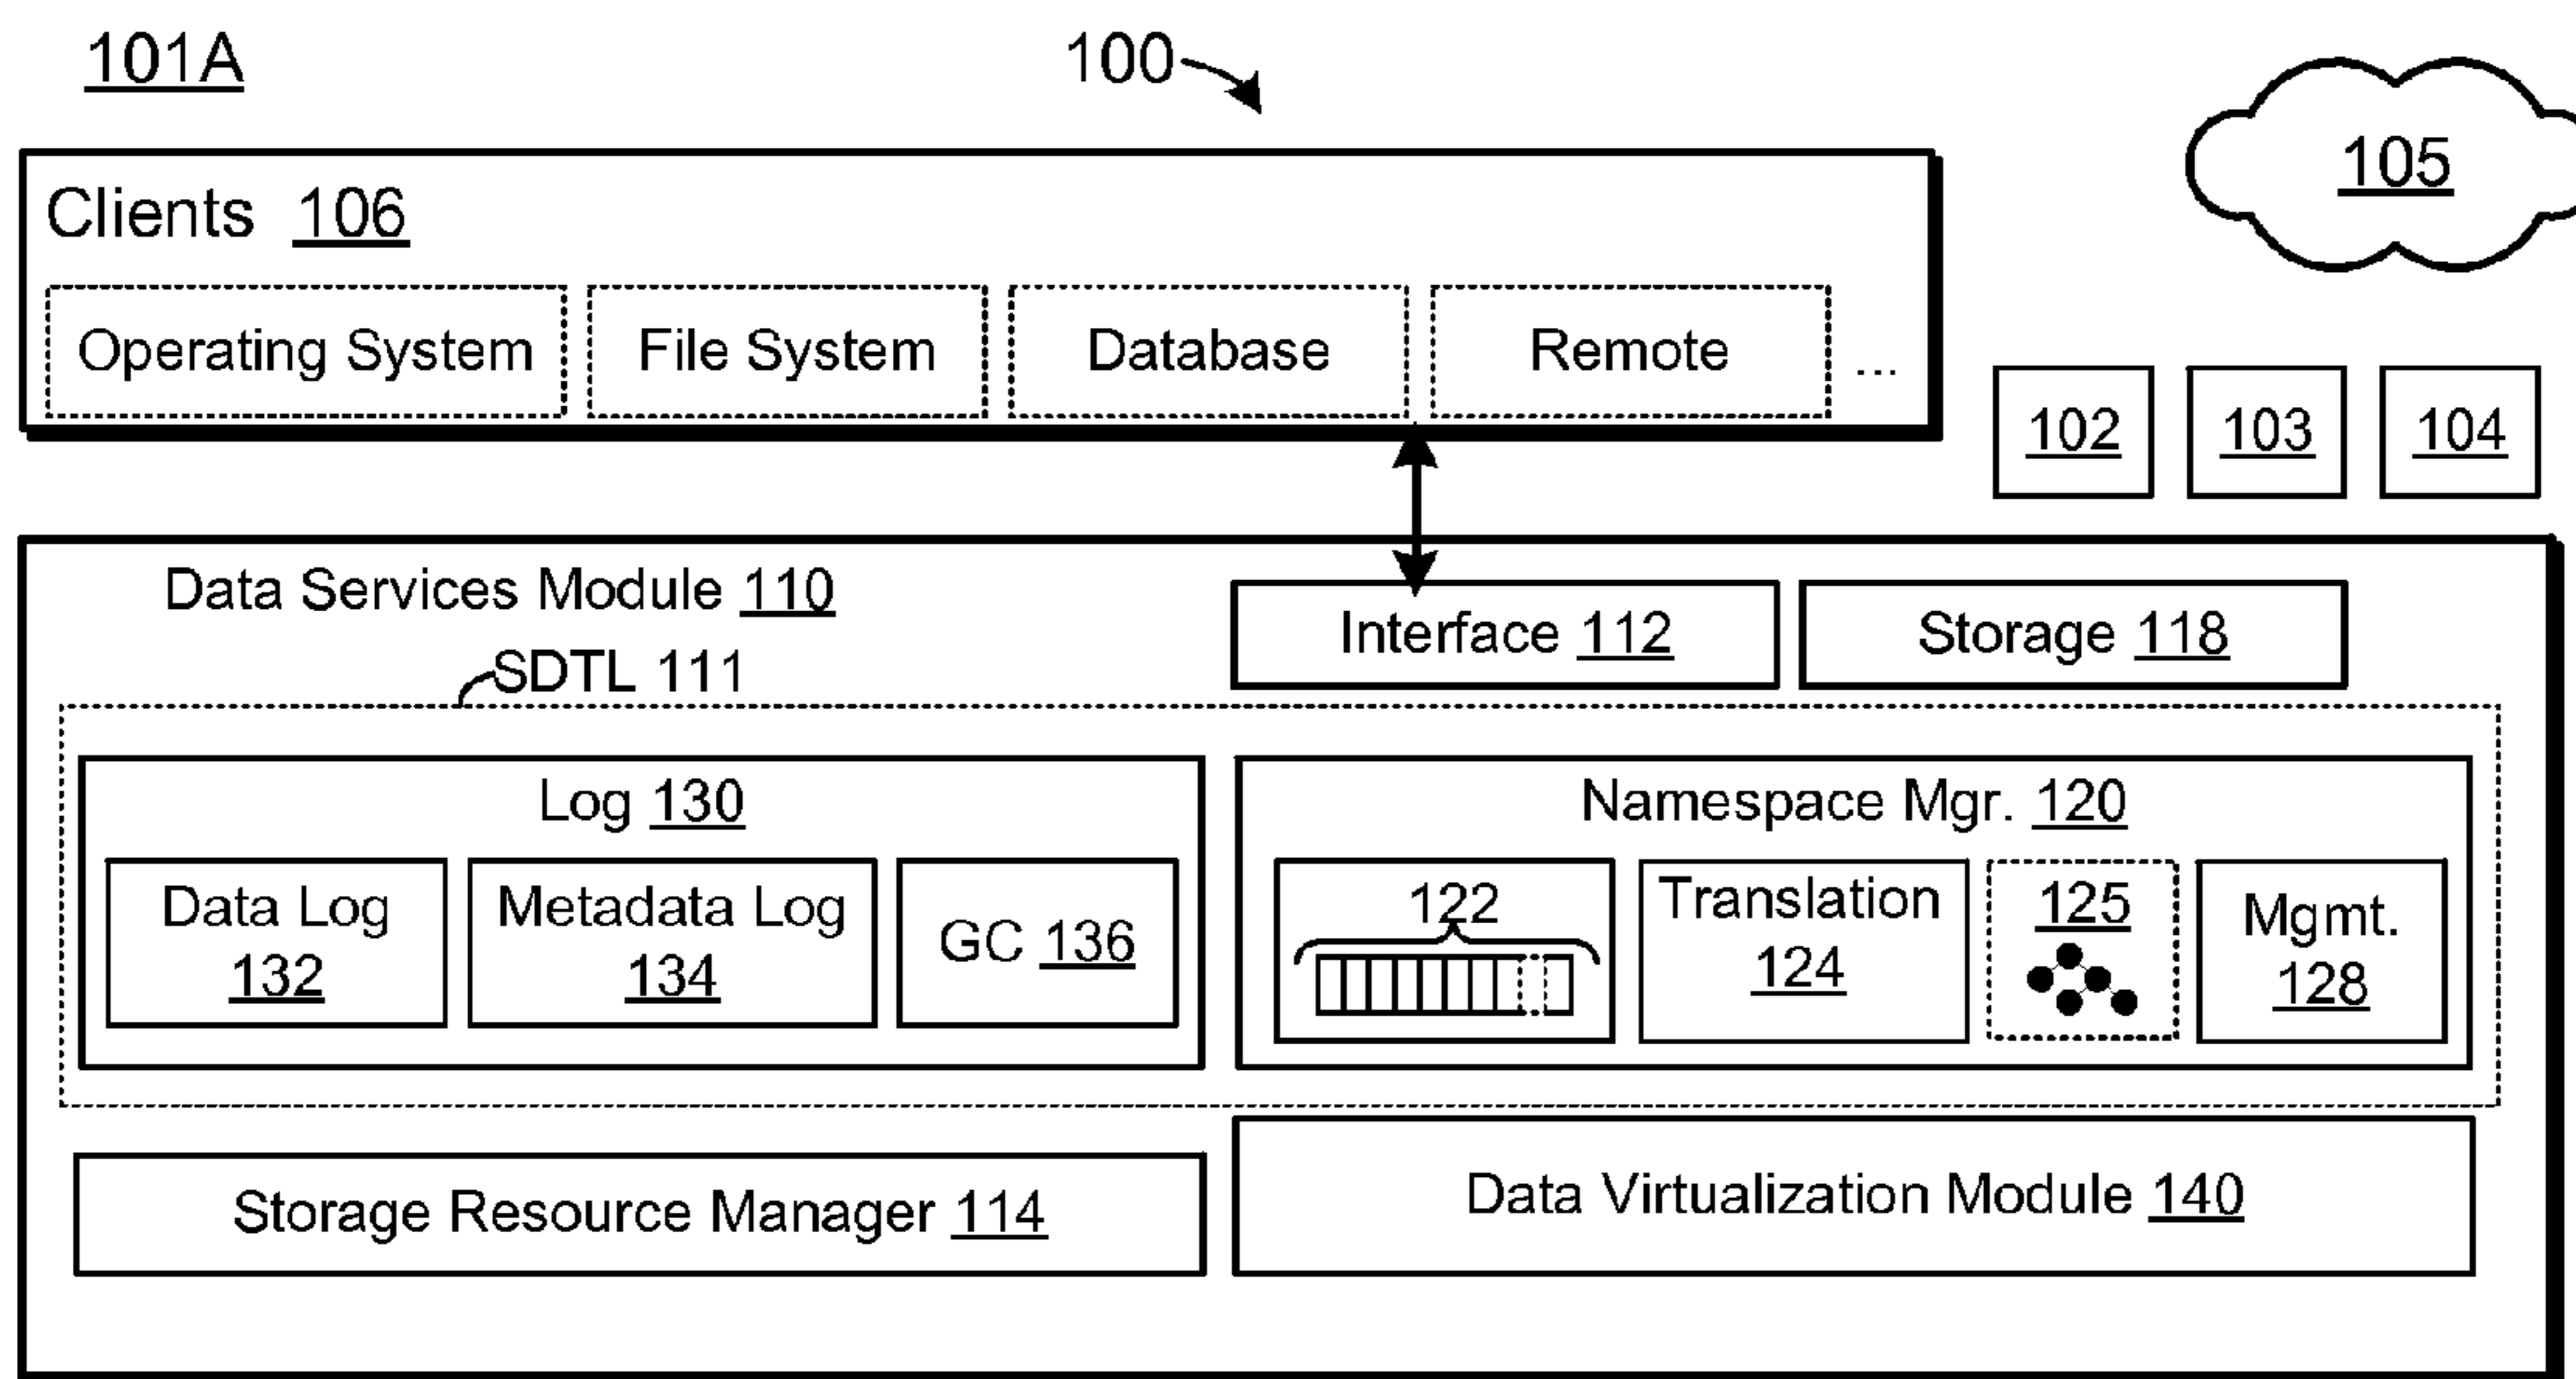 101A
100
105
Clients 106
Operating System
File System
Database
Remote
...
102
103
104
Data Services Module 110
Interface 112
Storage 118
SDTL 111
Log 130
Data Log
132
Metadata Log
134
GC 136
Namespace Mgr. 120
122
Translation
124
125
Mgmt.
128
Storage Resource Manager 114
Data Virtualization Module 140